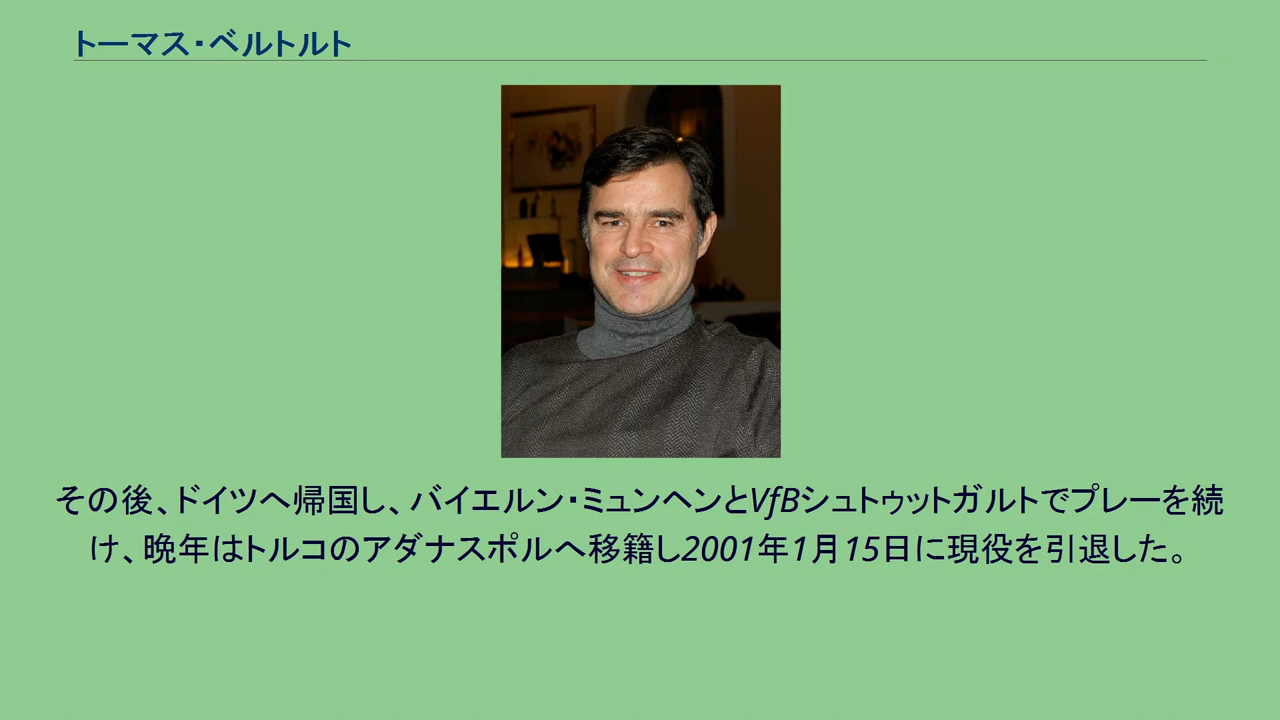 トーマス・ベルトルト
その後、ドイツへ帰国し、バイエルン・ミュンヘンとVfBシュトゥットガルトでプレーを続
け、晩年はトルコのアダナスポルへ移籍し2001年1月15日に現役を引退した。